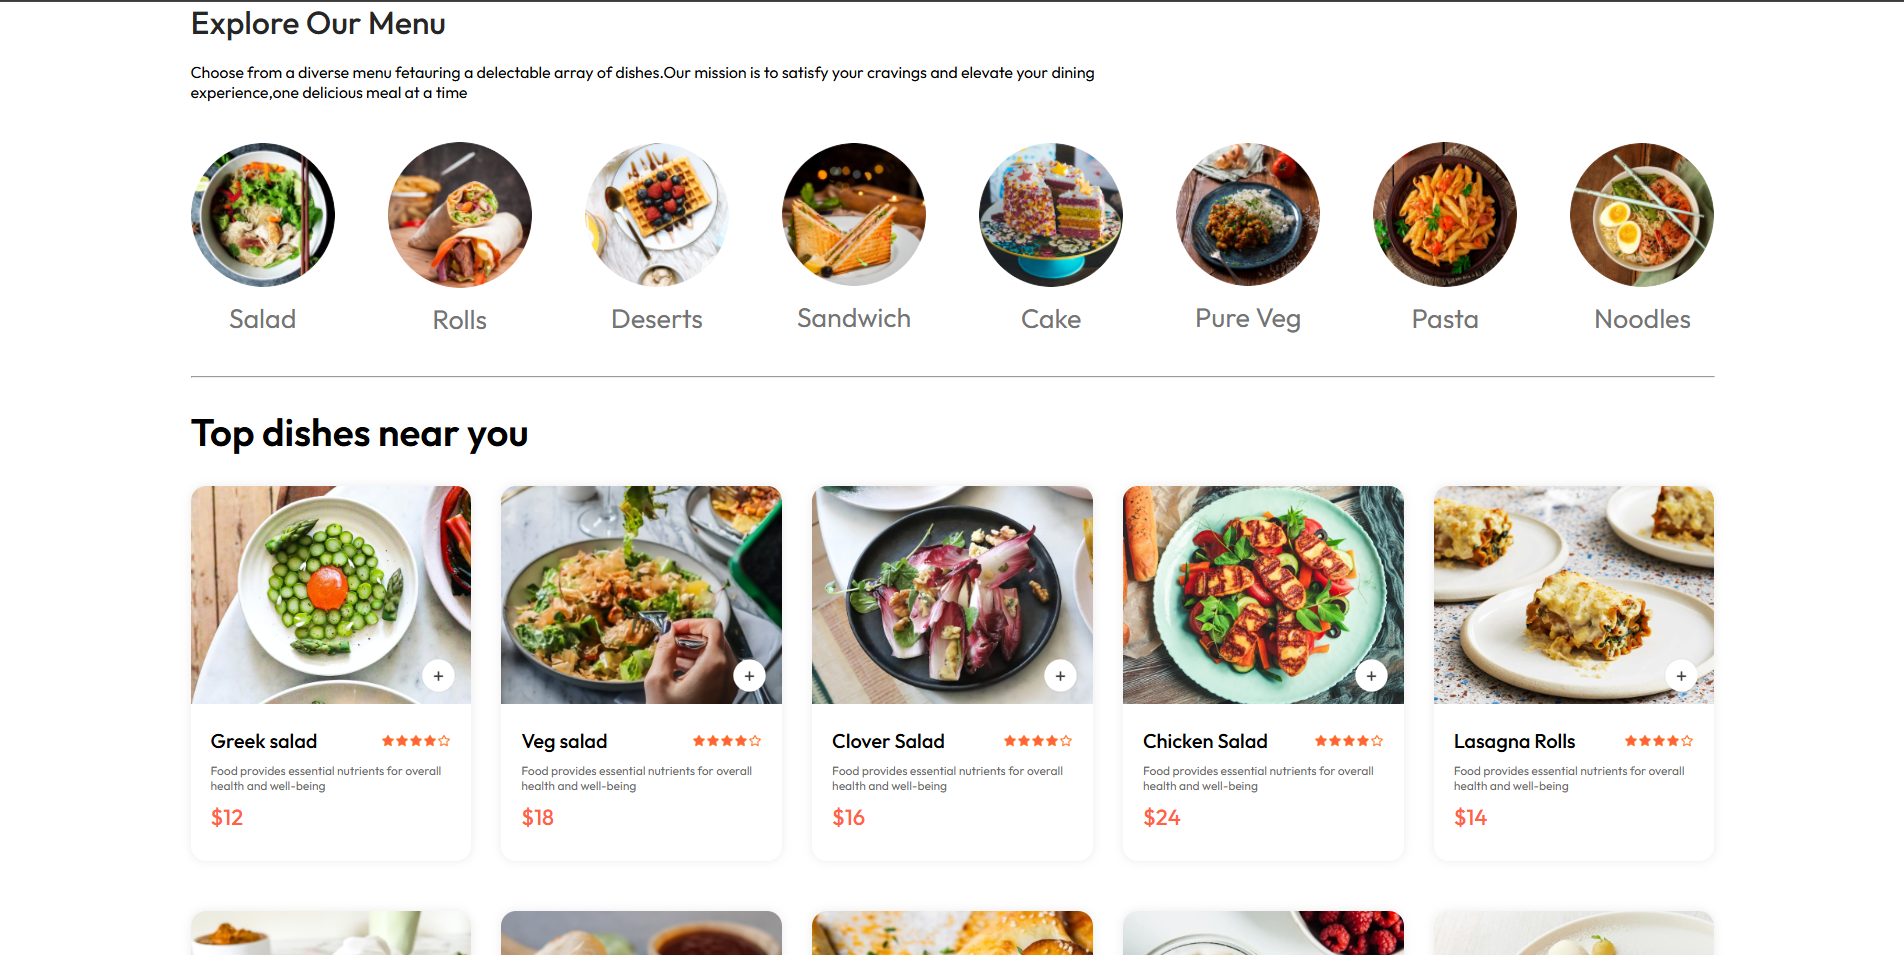 Explore Our Menu
Choose from a diverse menu fetauring a delectable array of dishes.Our mission is to satisfy your cravings and elevate your dining
experience,one delicious meal at a time
Salad
Rolls
Deserts
Sandwich
Cake
Pure Veg
Pasta
Noodles
Top dishes near you
+
+
+
+
+
Greek salad
Food provides essential nutrients for overall
health and well-being
$12
Veg salad
Food provides essential nutrients for overall
health and well-being
$18
Clover Salad
Food provides essential nutrients for overall
health and well-being
$16
Chicken Salad
Food provides essential nutrients for overall
health and well-being
$24
Lasagna Rolls
Food provides essential nutrients for overall
health and well-being
$14